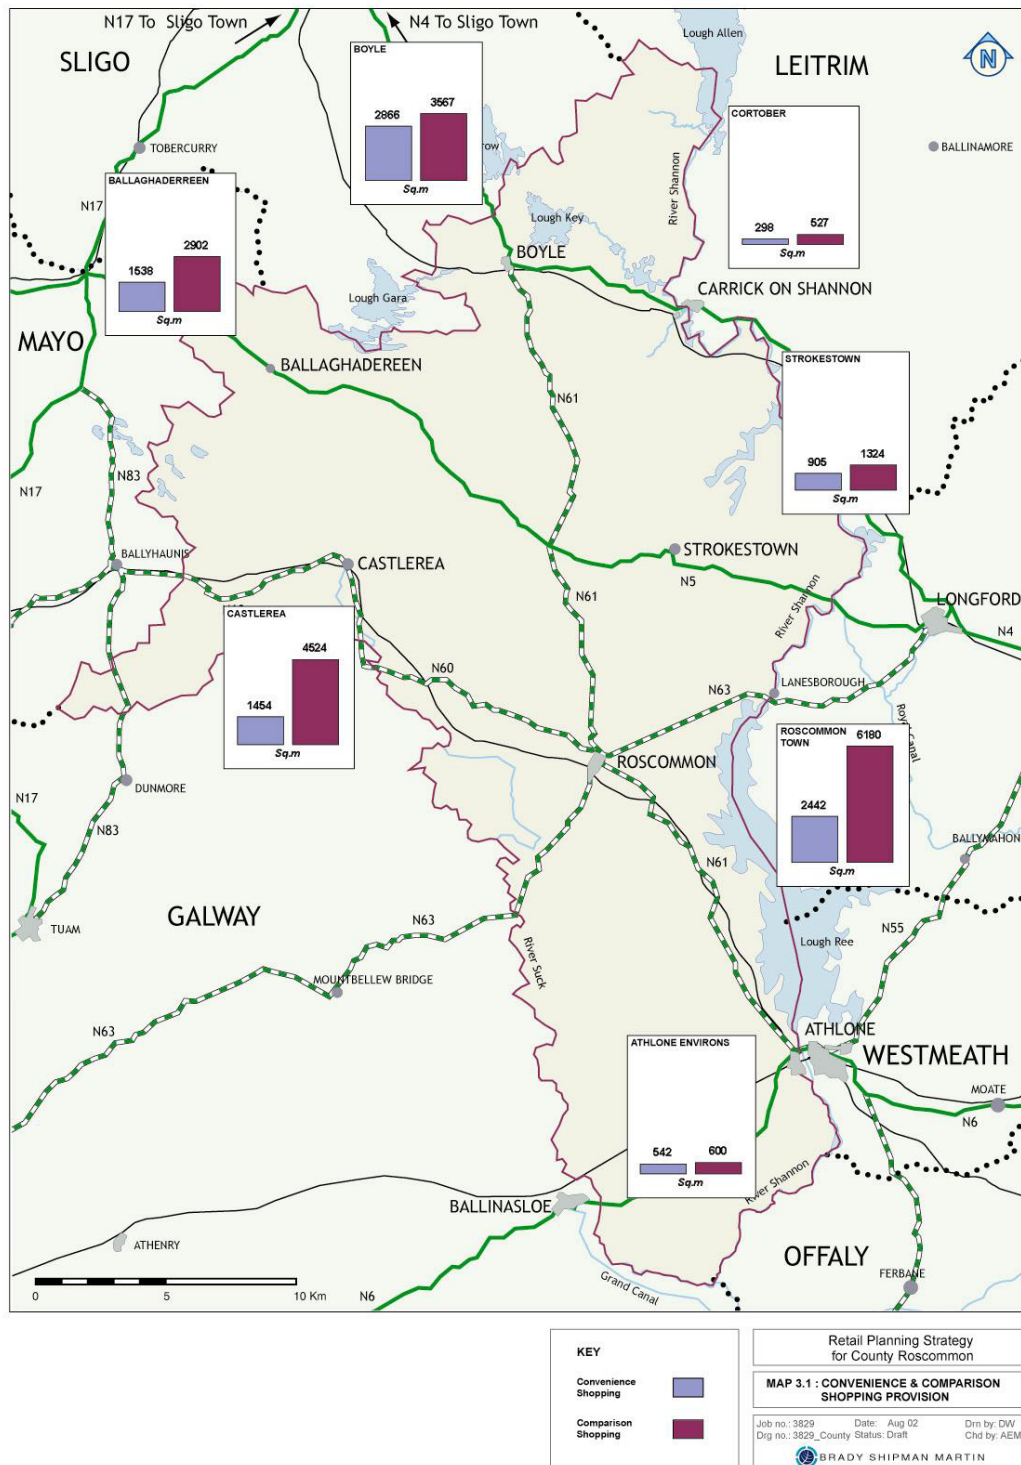 N17 To Sligo Town
N4 To Sligo Town
SLIGO
LEITRIM
Lough Allen
N
BOYLE
2866
3567
Sq.m
CORTOBER
298
527
Sq.m
TOBERCURRY
BALLINAMORE
River Shannon
BALLAGHADERREEN
1538
2902
Sq.m
N17
Lough Key
BOYLE
Lough Gara
CARRICK ON SHANNON
MAYO
BALLAGHADEREEN
STROKESTOWN
905
1324
Sq.m
N61
N83
N17
BALLYHAUNIS
CASTLEREA
STROKESTOWN
N5
River Shannon
N61
LONGFORD
N4
CASTLEREA
1454
4524
Sq.m
N60
N63
LANESBOROUGH
ROSCOMMON
ROSCOMMON
TOWN
2442
6180
Sq.m
DUNMORE
N17
N83
N61
BALLYMAHON
GALWAY
TUAM
N63
River Suck
Lough Ree
N55
MOUNTBELLEW BRIDGE
N63
ATHLONE
WESTMEATH
ATHLONE ENVIRONS
542
600
Sq.m
MOATE
N6
River Shannon
BALLINASLOE
ATHENRY
OFFALY
FERBANE
Grand Canal
N6
0 5 10 Km
KEY
Convenience
Shopping
Comparison
Shopping
Retail Planning Strategy
for County Roscommon
MAP 3.1 : CONVENIENCE & COMPARISON
SHOPPING PROVISION
Job no.: 3829 Date: Aug 02 Drn by: DW
Drg no.: 3829_County Status: Draft Chd by: AEM
BRADY SHIPMAN MARTIN